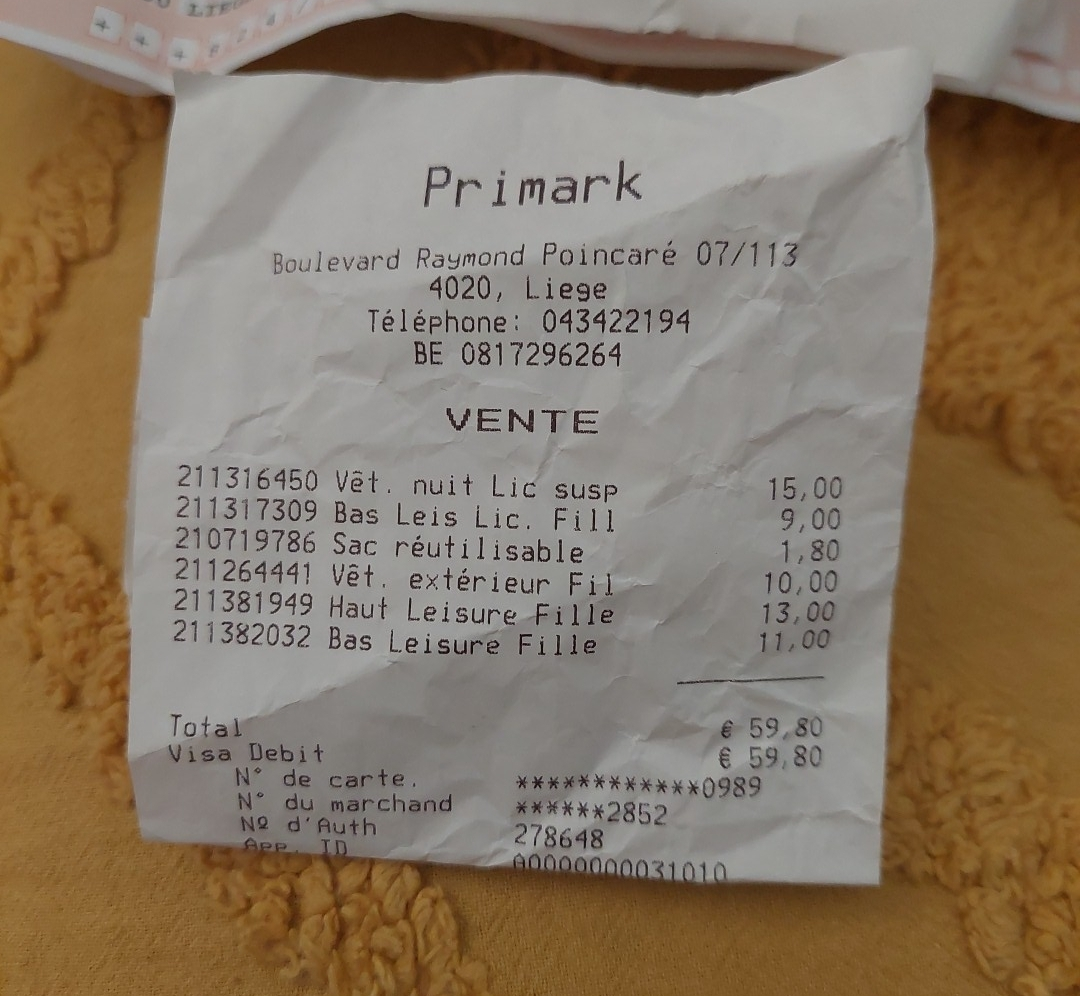 Primark
Boulevard Raymond Poincaré 07/113
4020, Liege
Téléphone: 043422194
BE 0817296264
VENTE
211316450 Vêt. nuit Lic susp 15,00
211317309 Bas Leis Lic. Fill 9,00
210719786 Sac réutilisable 1,80
211264441 Vêt. extérieur Fil 10,00
211381949 Haut Leisure Fille 13,00
211382032 Bas Leisure Fille 11,00
Total € 59,80
Visa Debit € 59,80
N° de carte. ************0989
N° du marchand ******2852
Nº d'Auth 278648
App. ID A0000000031010